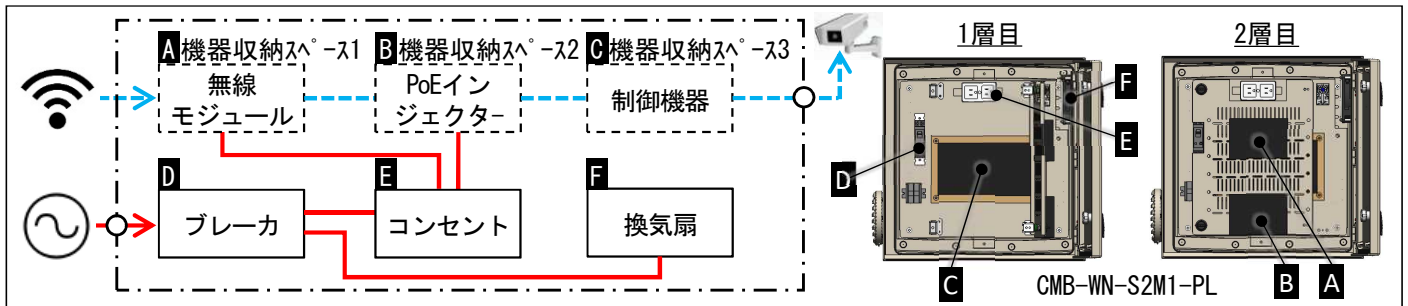 A 機器収納ｽﾍﾟｰｽ1
無線
モジュール
B 機器収納ｽﾍﾟｰｽ2
PoEイン
ジェクター
C 機器収納ｽﾍﾟｰｽ3
制御機器
D
ブレーカ
E
コンセント
F
換気扇
1層目
F
E
D
C
2層目
B
A
CMB-WN-S2M1-PL